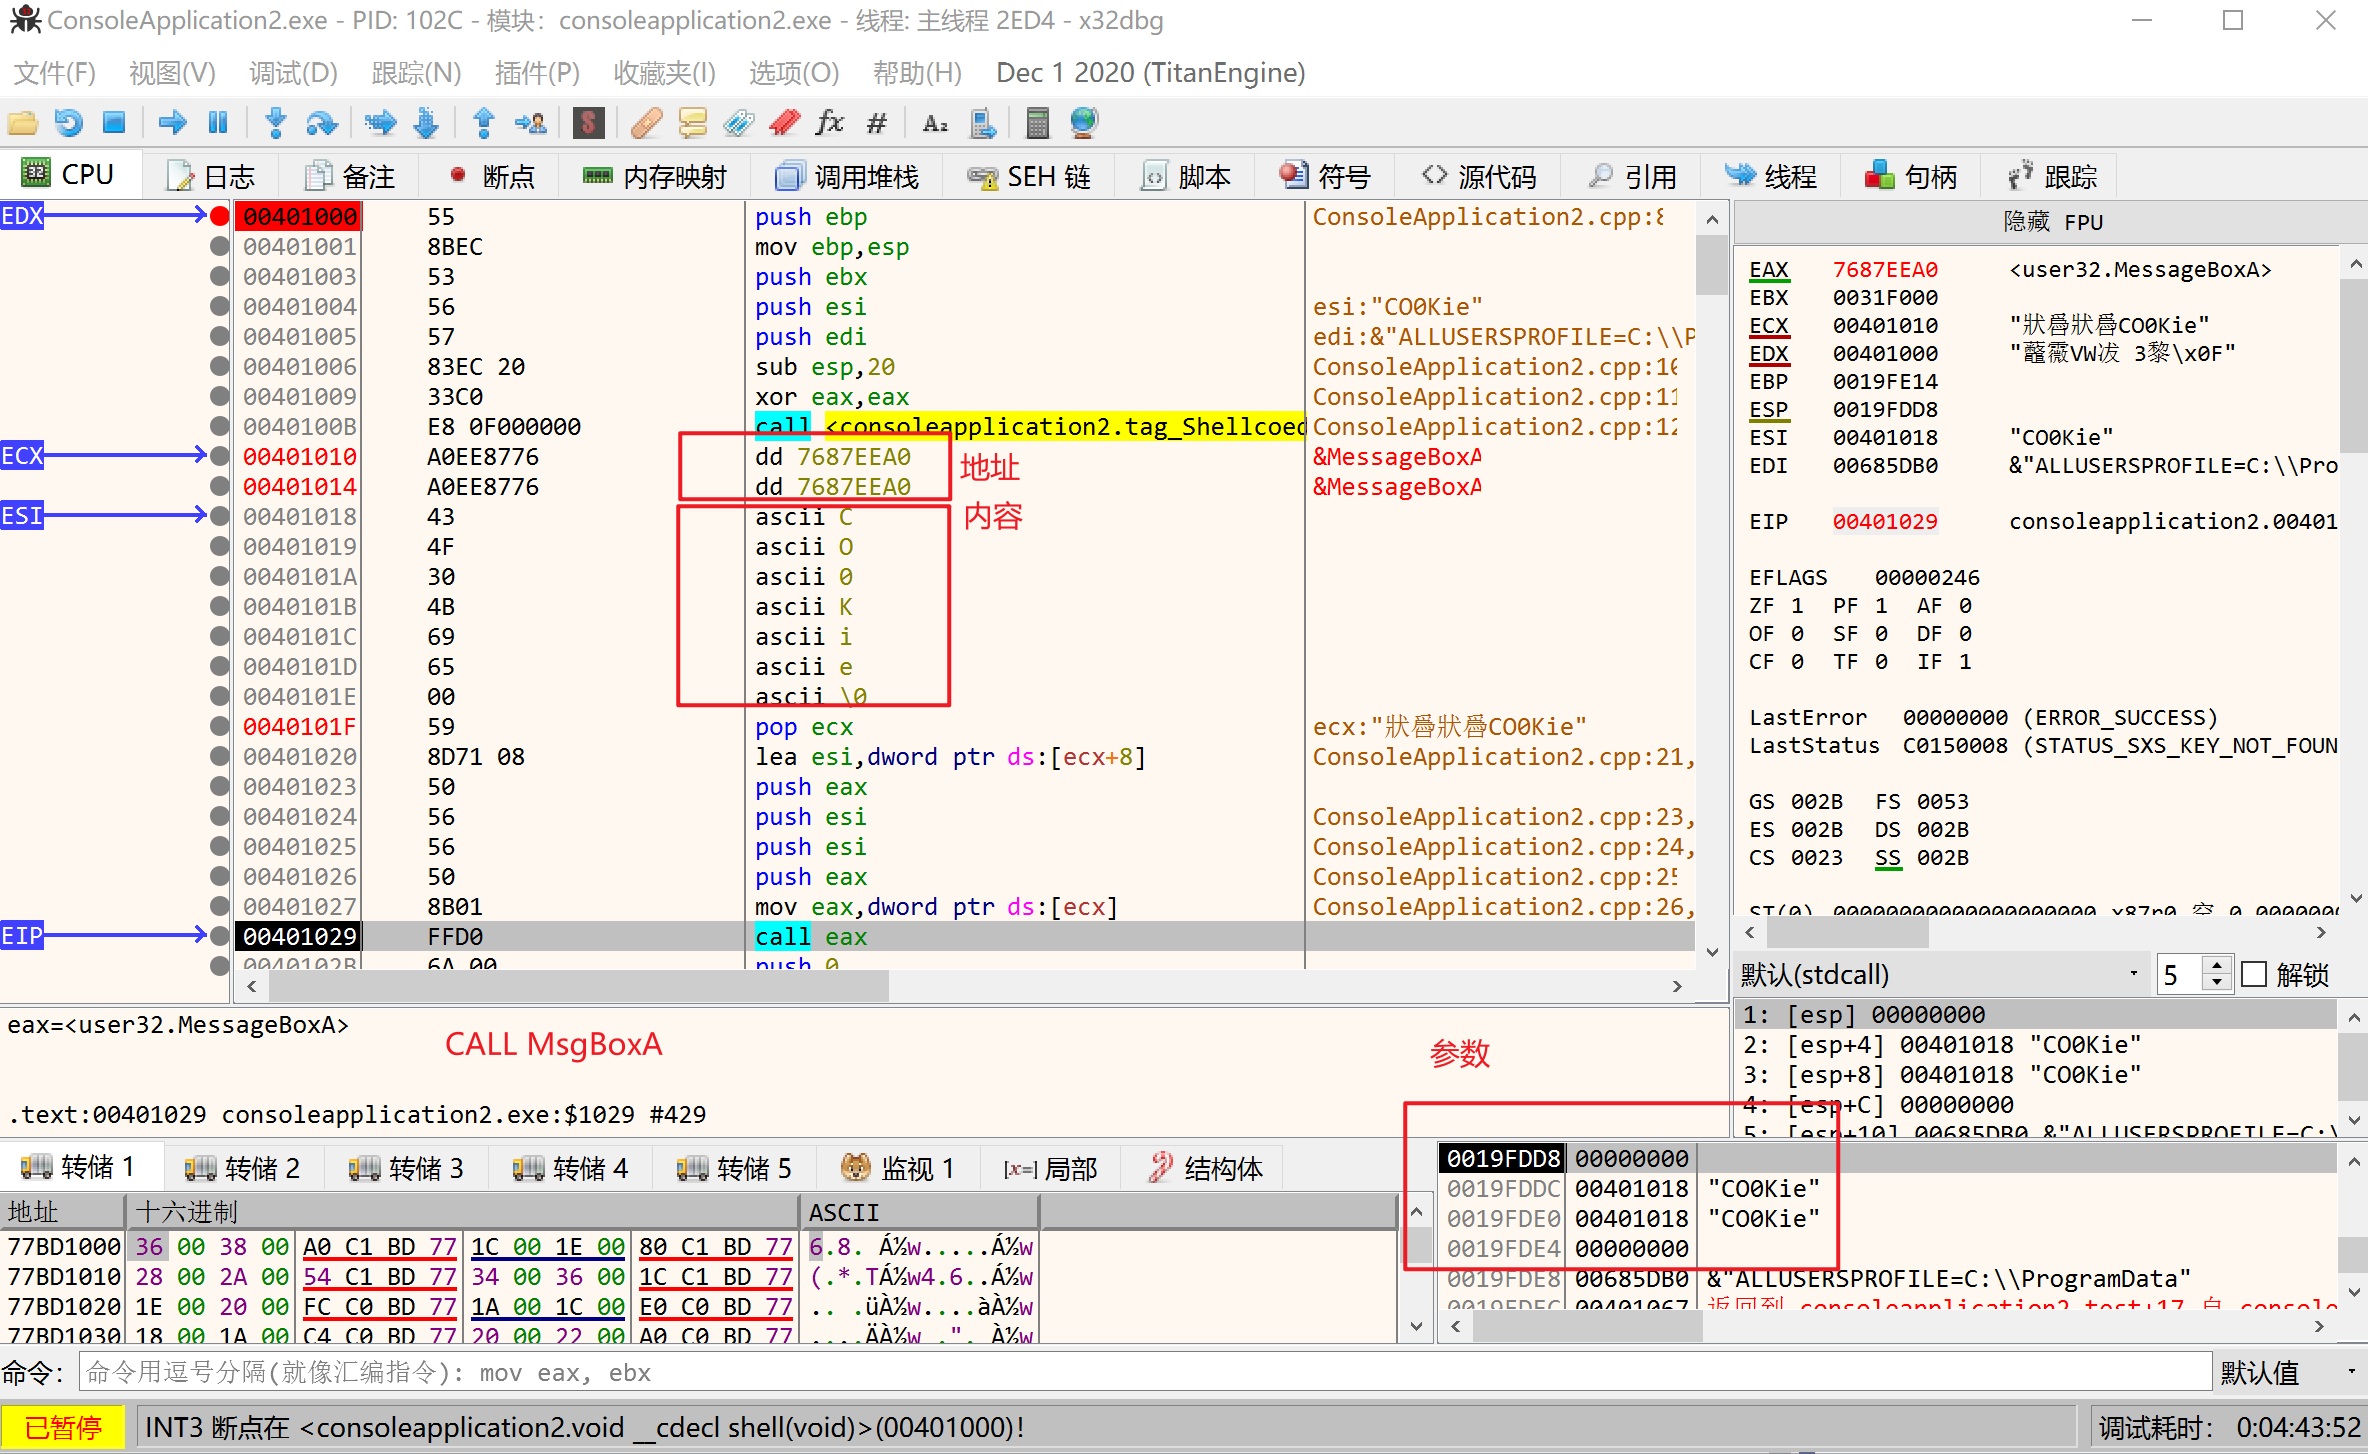 ConsoleApplication2.exe - PID: 102C - 模块: consoleapplication2.exe - 线程: 主线程 2ED4 - x32dbg
文件(F) 视图(V) 调试(D) 跟踪(N) 插件(P) 收藏夹(I) 选项(O) 帮助(H) Dec 1 2020 (TitanEngine)
CPU 日志 备注 断点 内存映射 调用堆栈 SEH 链 脚本 符号 源代码 引用 线程 句柄 跟踪
EDX 00401000 55 push ebp ConsoleApplication2.cpp:8
00401001 8BEC mov ebp,esp
00401003 53 push ebx
00401004 56 push esi esi:"CO0Kie"
00401005 57 push edi edi:&"ALLUSERSPROFILE=C:\\P
00401006 83EC 20 sub esp,20 ConsoleApplication2.cpp:10
00401009 33C0 xor eax,eax ConsoleApplication2.cpp:11
0040100B E8 0F000000 call <consoleapplication2.tag_Shellcoed ConsoleApplication2.cpp:12
ECX 00401010 A0EE8776 dd 7687EEA0 &MessageBoxA
00401014 A0EE8776 dd 7687EEA0 &MessageBoxA
地址
内容
ESI 00401018 43 ascii C
00401019 4F ascii O
0040101A 30 ascii 0
0040101B 4B ascii K
0040101C 69 ascii i
0040101D 65 ascii e
0040101E 00 ascii \0
0040101F 59 pop ecx ecx:"狀喦狀喦CO0Kie"
00401020 8D71 08 lea esi,dword ptr ds:[ecx+8] ConsoleApplication2.cpp:21,
00401023 50 push eax
00401024 56 push esi ConsoleApplication2.cpp:23,
00401025 56 push esi ConsoleApplication2.cpp:24,
00401026 50 push eax ConsoleApplication2.cpp:25
00401027 8B01 mov eax,dword ptr ds:[ecx] ConsoleApplication2.cpp:26,
EIP 00401029 FFD0 call eax
0040102B 6A 00 push 0
隐藏 FPU
EAX 7687EEA0 <user32.MessageBoxA>
EBX 0031F000
ECX 00401010 CO0Kie"
EDX 00401000
EBP 0019FE14
ESP 0019FDD8
ESI 00401018 "CO0Kie"
EDI 00685DB0 &"ALLUSERSPROFILE=C:\\Pro
EIP 00401029 consoleapplication2.00401
EFLAGS 00000246
ZF 1 PF 1 AF 0
OF 0 SF 0 DF 0
CF 0 TF 0 IF 1
LastError 00000000 (ERROR_SUCCESS)
LastStatus C0150008 (STATUS_SXS_KEY_NOT_FOUN
GS 002B FS 0053
ES 002B DS 002B
CS 0023 SS 002B
ST(0) 00000000000000000000 x87r0 空 0.0000000
默认(stdcall) 5 解锁
1: [esp] 00000000
2: [esp+4] 00401018 "CO0Kie"
3: [esp+8] 00401018 "CO0Kie"
4: [esp+C] 00000000
5: [esp+10] 00685DB0 &"ALLUSERSPROFILE=C:\
eax=<user32.MessageBoxA>
CALL MsgBoxA
参数
.text:00401029 consoleapplication2.exe:$1029 #429
转储 1 转储 2 转储 3 转储 4 转储 5 监视 1 [x=] 局部 结构体
地址 十六进制 ASCII
77BD1000 36 00 38 00 A0 C1 BD 77 1C 00 1E 00 80 C1 BD 77 6.8. Á½w.....Á½w
77BD1010 28 00 2A 00 54 C1 BD 77 34 00 36 00 1C C1 BD 77 (.*.TÁ½w4.6..Á½w
77BD1020 1E 00 20 00 FC C0 BD 77 1A 00 1C 00 E0 C0 BD 77 .. .üÀ½w....àÀ½w
77BD1030 18 00 1A 00 C4 C0 BD 77 20 00 22 00 A0 C0 BD 77 ....ÄÀ½w .". À½w
0019FDD8 00000000
0019FDDC 00401018 "CO0Kie"
0019FDE0 00401018 "CO0Kie"
0019FDE4 00000000
0019FDE8 00685DB0 &"ALLUSERSPROFILE=C:\\ProgramData"
0019FDEC 00401067 返回到 consoleapplication2.test+17 自 console
命令: 命令用逗号分隔(就像汇编指令): mov eax, ebx 默认值
已暂停 INT3 断点在 <consoleapplication2.void __cdecl shell(void)>(00401000)! 调试耗时: 0:04:43:52